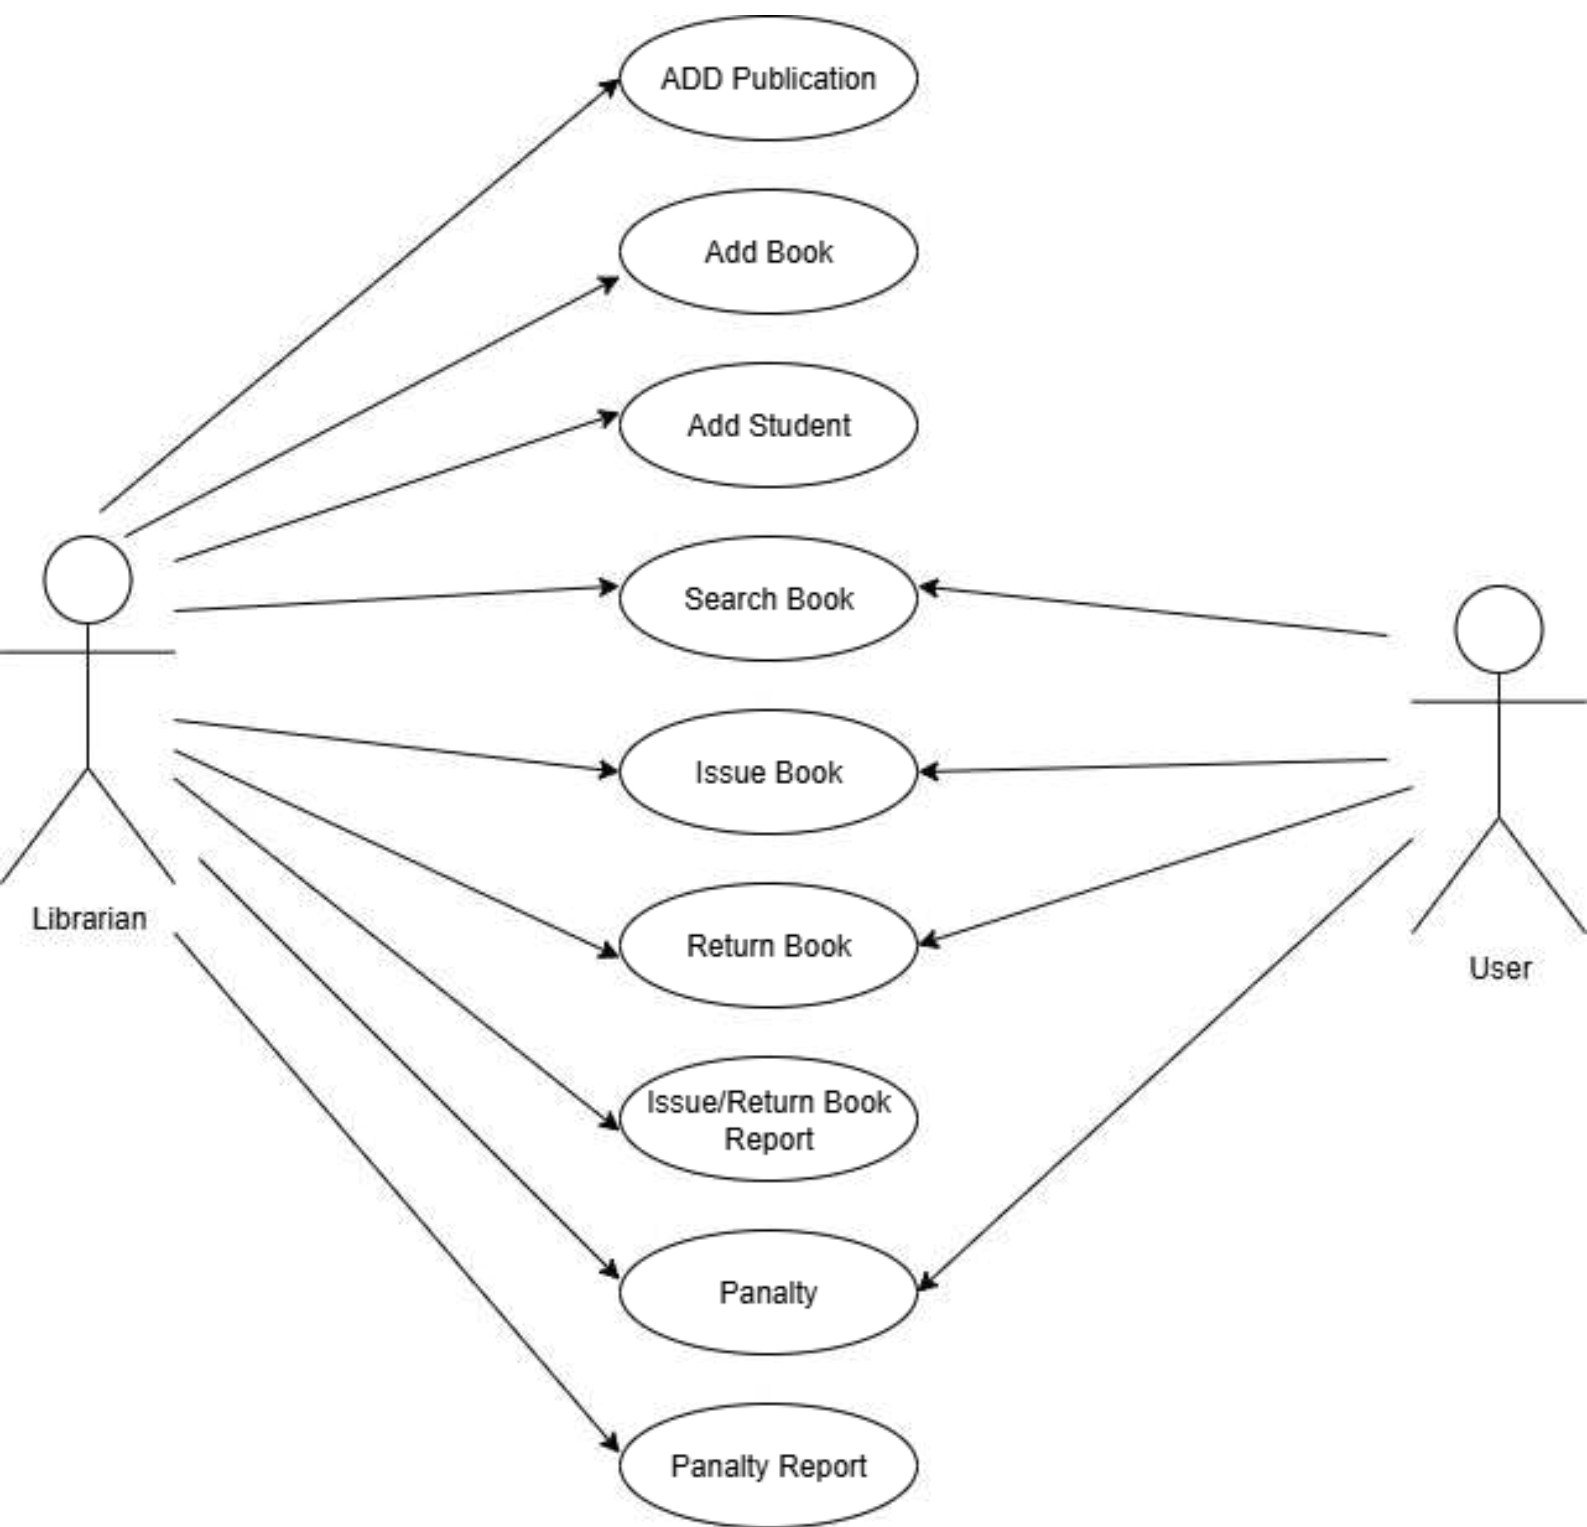 ADD Publication
Add Book
Add Student
Search Book
Issue Book
Return Book
Issue/Return Book
Report
Panalty
Panalty Report
Librarian
User